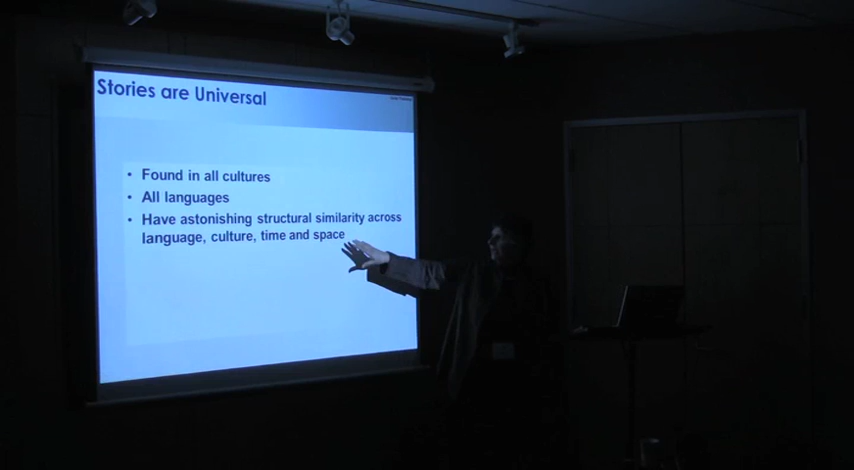 Stories are Universal
• Found in all cultures
• All languages
• Have astonishing structural similarity across
language, culture, time and space